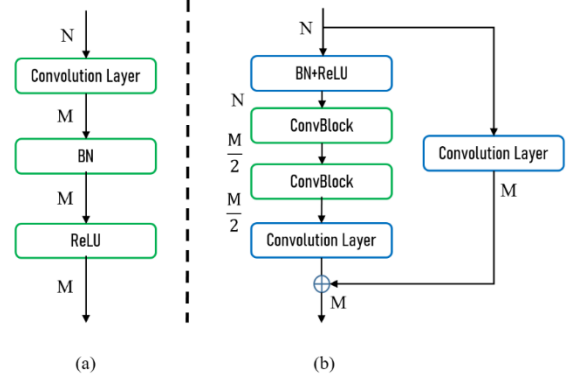 N
Convolution Layer
M
BN
M
ReLU
M
(a)
N
BN+ReLU
N
ConvBlock
M
2
ConvBlock
M
2
Convolution Layer
Convolution Layer
M
M
(b)